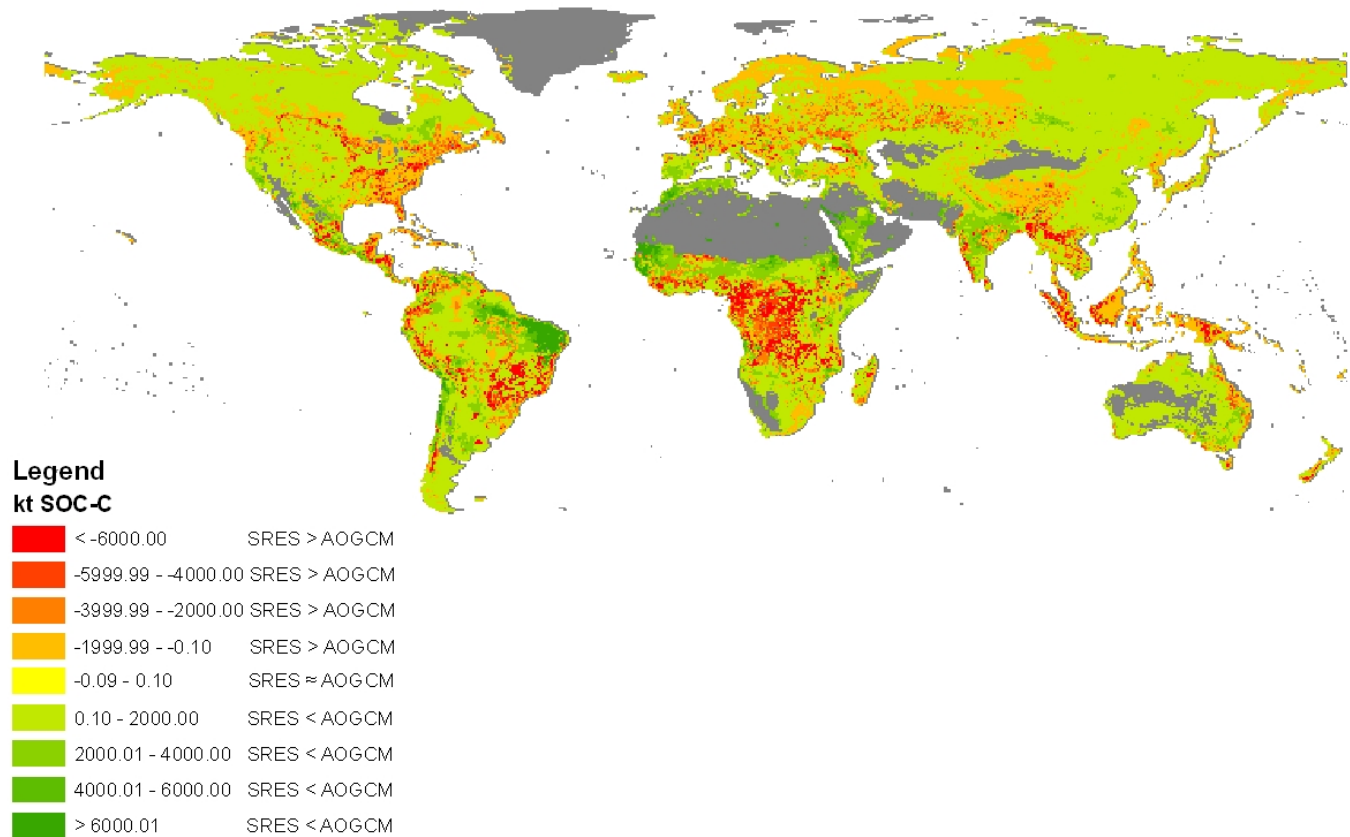 Legend
kt SOC-C
< -6000.00 SRES > AOGCM
-5999.99 - -4000.00 SRES > AOGCM
-3999.99 - -2000.00 SRES > AOGCM
-1999.99 - -0.10 SRES > AOGCM
-0.09 - 0.10 SRES ≈ AOGCM
0.10 - 2000.00 SRES < AOGCM
2000.01 - 4000.00 SRES < AOGCM
4000.01 - 6000.00 SRES < AOGCM
> 6000.01 SRES < AOGCM